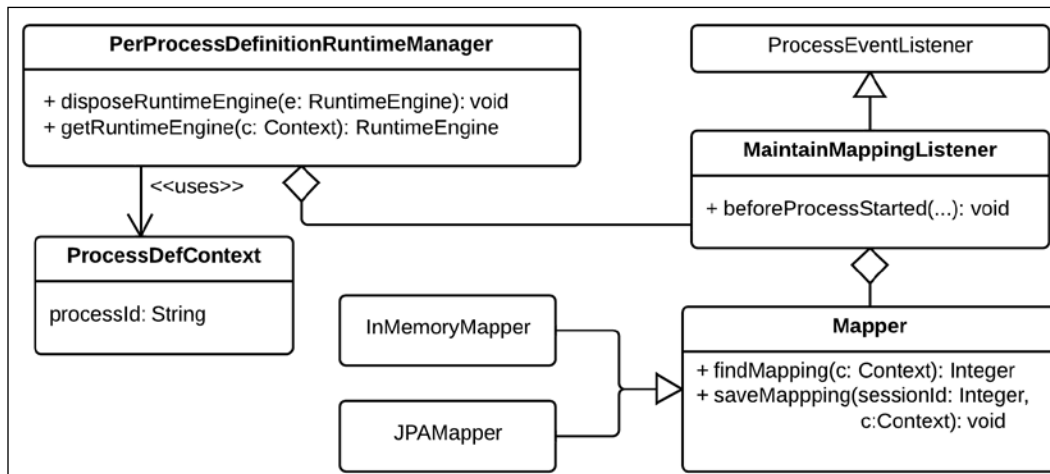 PerProcessDefinitionRuntimeManager
+ disposeRuntimeEngine(e: RuntimeEngine): void
+ getRuntimeEngine(c: Context): RuntimeEngine
ProcessEventListener
MaintainMappingListener
+ beforeProcessStarted(...): void
<<uses>>
ProcessDefContext
processId: String
InMemoryMapper
JPAMapper
Mapper
+ findMapping(c: Context): Integer
+ saveMappping(sessionId: Integer,
c:Context): void